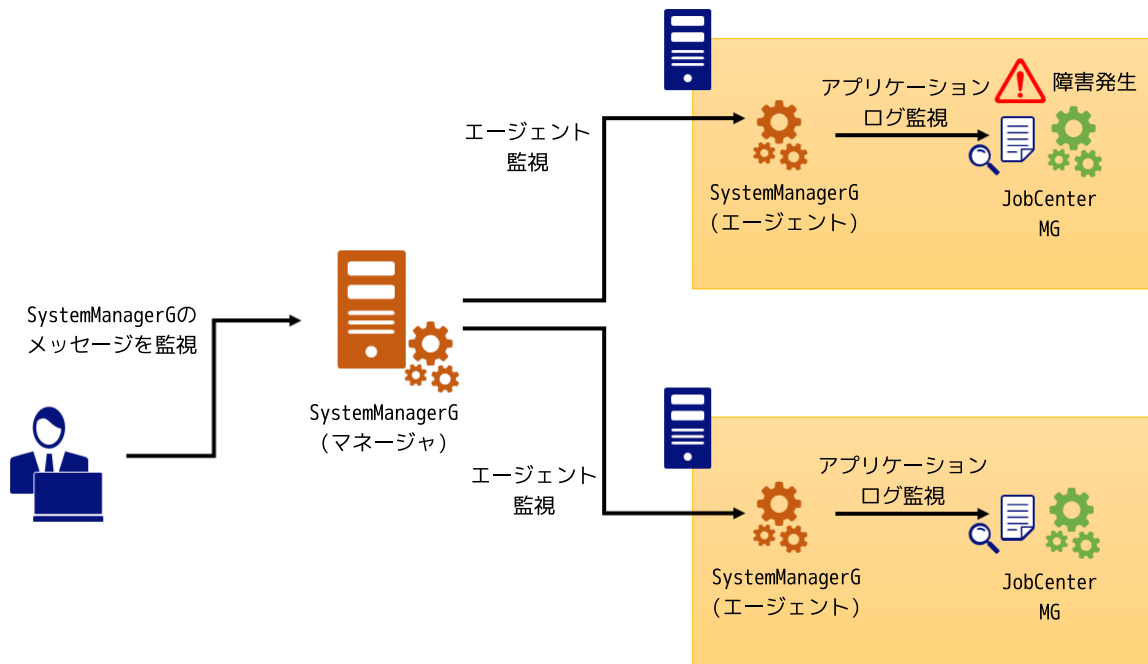 アプリケーション
ログ監視
障害発生
エージェント
監視
SystemManagerG
(エージェント)
JobCenter
MG
SystemManagerGの
メッセージを監視
SystemManagerG
(マネージャ)
エージェント
監視
アプリケーション
ログ監視
SystemManagerG
(エージェント)
JobCenter
MG